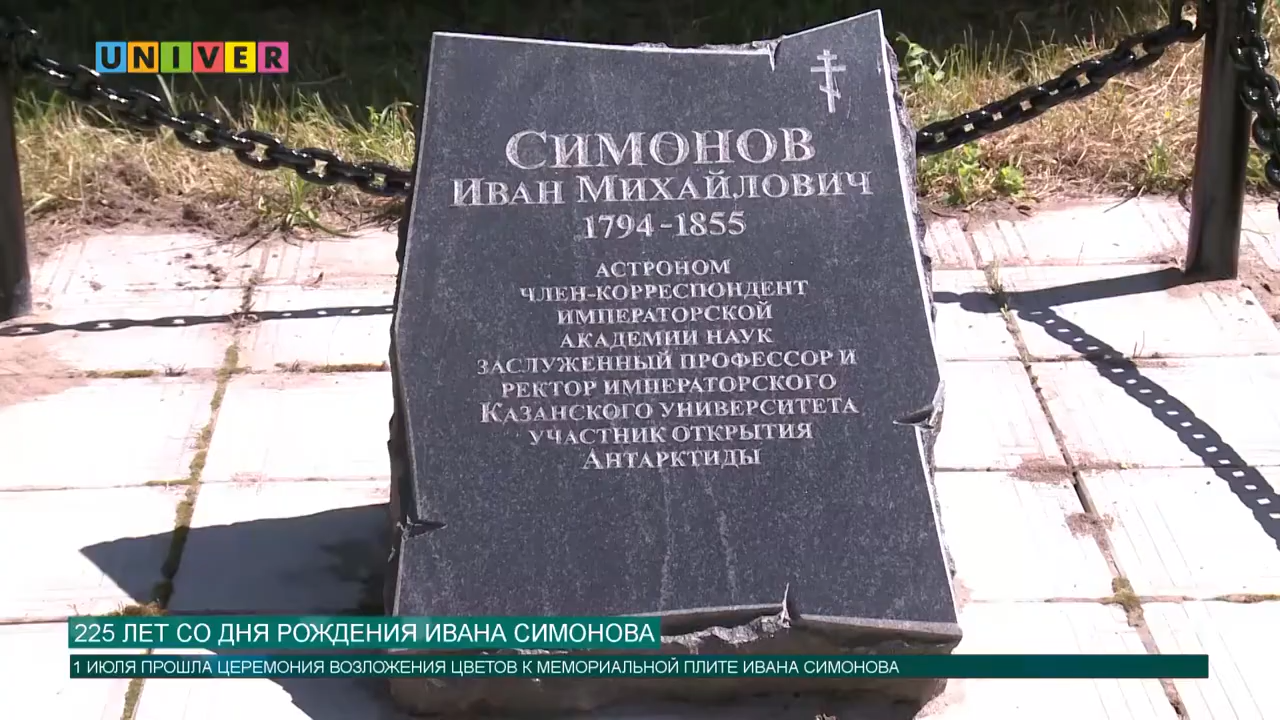 UNIVER
СИМОНОВ
ИВАН МИХАЙЛОВИЧ
1794-1855
АСТРОНОМ
ЧЛЕН-КОРРЕСПОНДЕНТ
ИМПЕРАТОРСКОЙ
АКАДЕМИИ НАУК
ЗАСЛУЖЕННЫЙ ПРОФЕССОР И
РЕКТОР ИМПЕРАТОРСКОГО
КАЗАНСКОГО УНИВЕРСИТЕТА
УЧАСТНИК ОТКРЫТИЯ
АНТАРКТИДЫ
225 ЛЕТ СО ДНЯ РОЖДЕНИЯ ИВАНА СИМОНОВА
1 ИЮЛЯ ПРОШЛА ЦЕРЕМОНИЯ ВОЗЛОЖЕНИЯ ЦВЕТОВ К МЕМОРИАЛЬНОЙ ПЛИТЕ ИВАНА СИМОНОВА